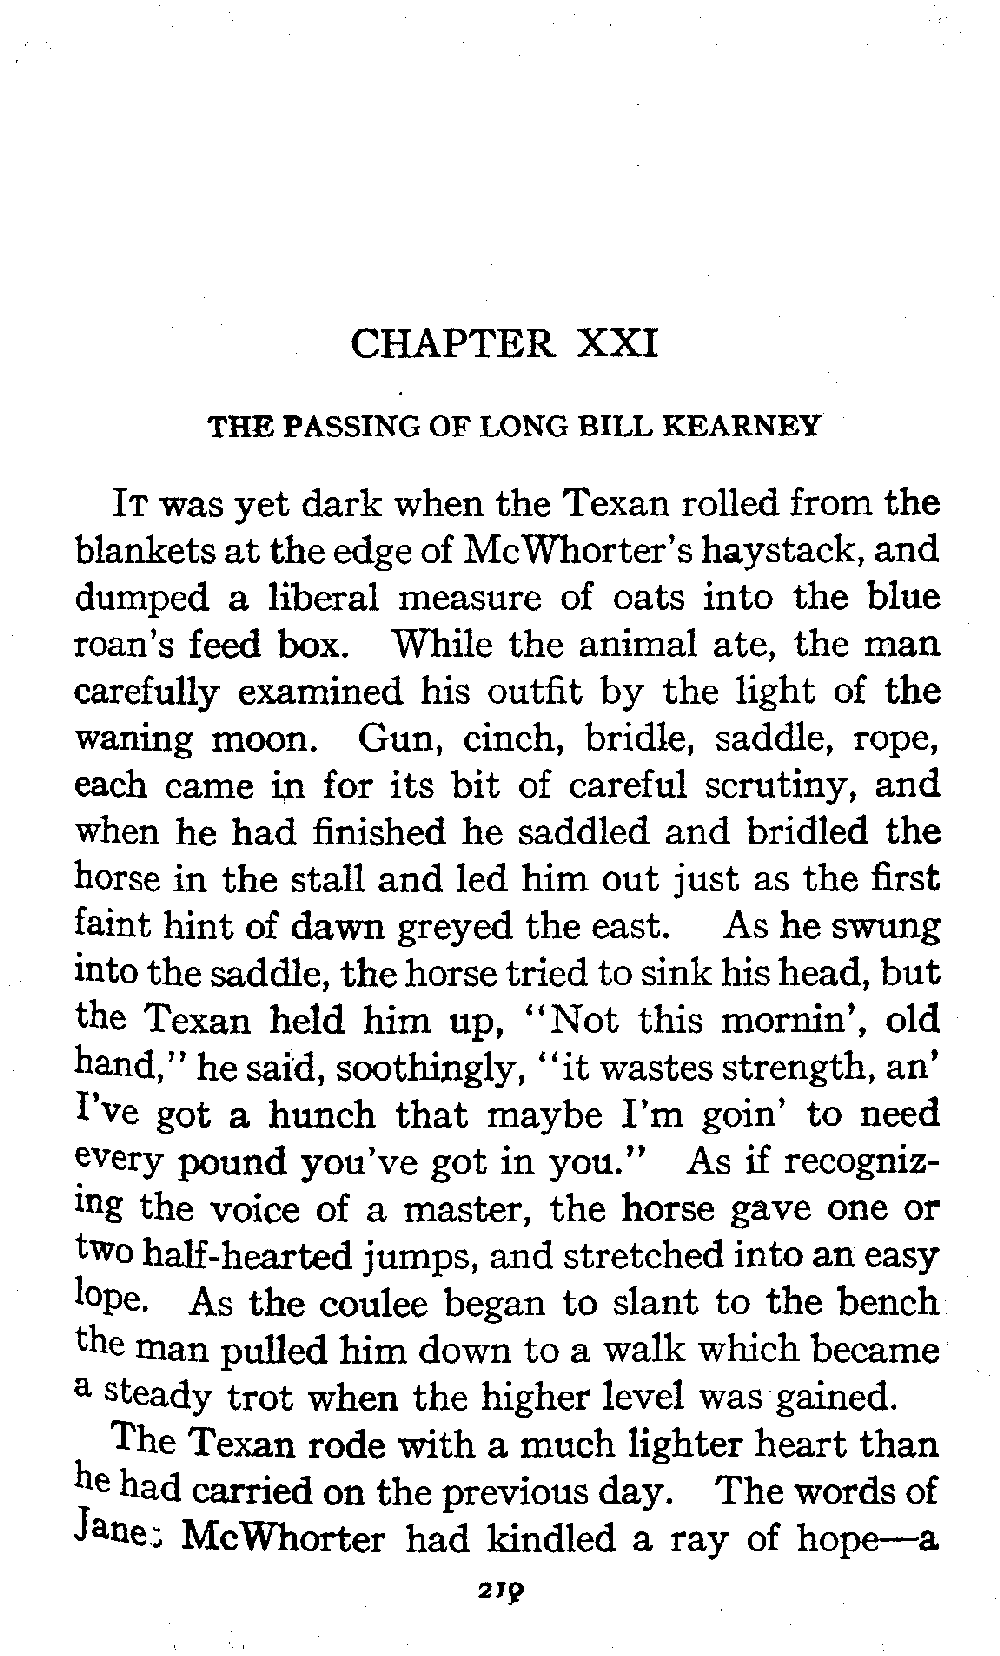 CHAPTER XXI
THE PASSING OF LONG BILL KEARNEY
IT was yet dark when the Texan rolled from the
blankets at the edge of McWhorter's haystack, and
dumped a liberal measure of oats into the blue
roan's feed box. While the animal ate, the man
carefully examined his outfit by the light of the
waning moon. Gun, cinch, bridle, saddle, rope,
each came in for its bit of careful scrutiny, and
when he had finished he saddled and bridled the
horse in the stall and led him out just as the first
faint hint of dawn greyed the east. As he swung
into the saddle, the horse tried to sink his head, but
the Texan held him up, "Not this mornin', old
hand," he said, soothingly, "it wastes strength, an'
I've got a hunch that maybe I'm goin' to need
every pound you've got in you." As if recogniz-
ing the voice of a master, the horse gave one or
two half-hearted jumps, and stretched into an easy
lope. As the coulee began to slant to the bench
the man pulled him down to a walk which became
a steady trot when the higher level was gained.
The Texan rode with a much lighter heart than
he had carried on the previous day. The words of
Jane; McWhorter had kindled a ray of hope—a
219